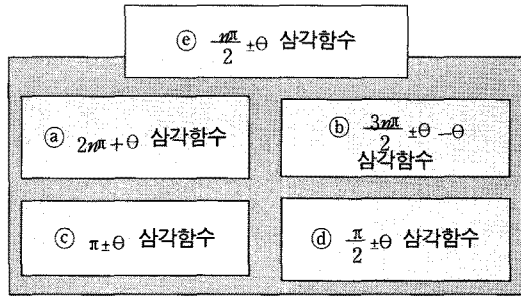 ⓔ nπ/2 ±θ 삼각함수
ⓐ 2nπ+θ 삼각함수
ⓑ 3nπ/2 ±θ -θ
삼각함수
ⓒ π±θ 삼각함수
ⓓ π/2 ±θ 삼각함수